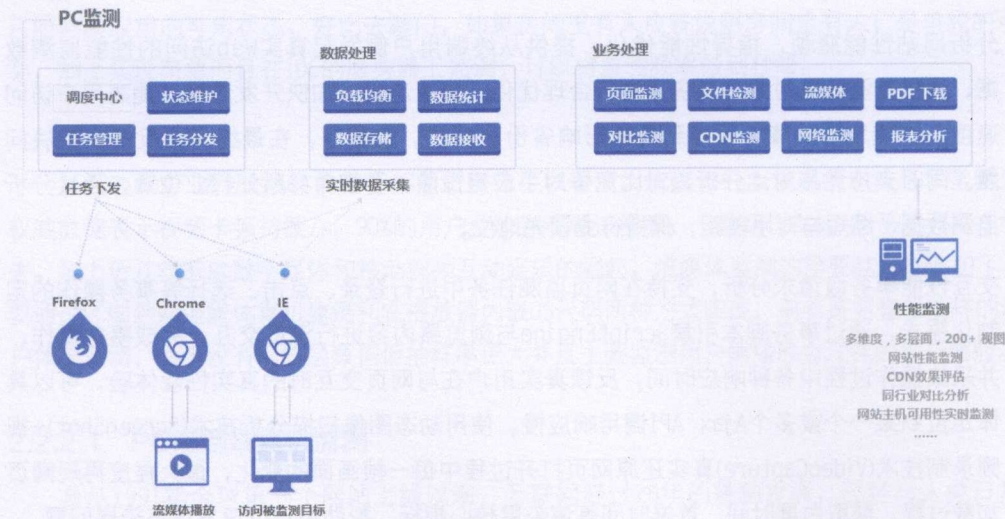 PC监测
数据处理
业务处理
调度中心
状态维护
任务管理
任务分发
负载均衡
数据统计
数据存储
数据接收
页面监测
文件检测
流媒体
PDF 下载
对比监测
CDN监测
网络监测
报表分析
任务下发
实时数据采集
Firefox
Chrome
IE
性能监测
多维度，多层面，200+ 视图
网站性能监测
CDN效果评估
同行业对比分析
网站主机可用性实时监测
......
流媒体播放
访问被监测目标